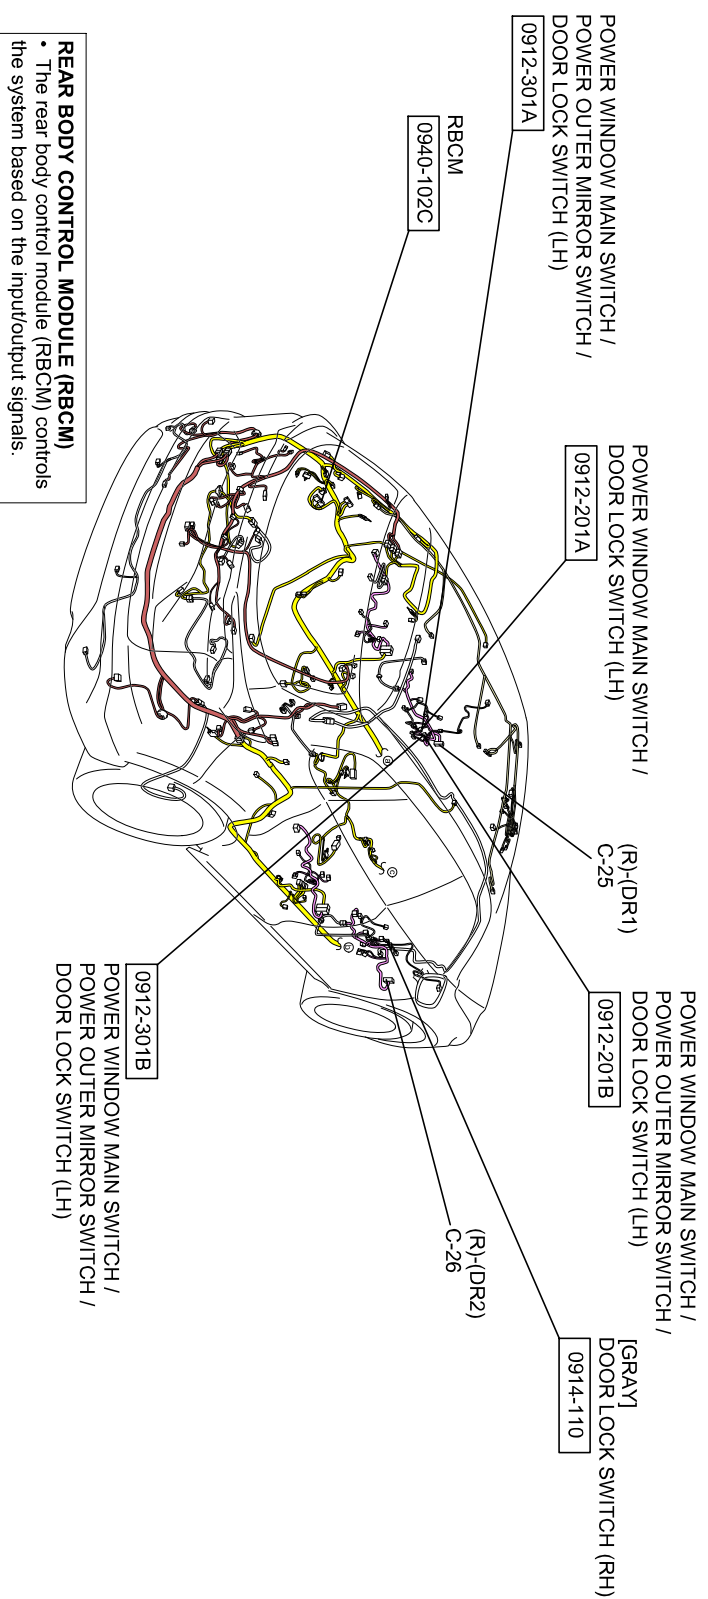 POWER WINDOW MAIN SWITCH /
POWER OUTER MIRROR SWITCH /
DOOR LOCK SWITCH (LH)
0912-301A
RBCM
0940-102C
POWER WINDOW MAIN SWITCH /
DOOR LOCK SWITCH (LH)
0912-201A
(R)-(DR1)
C-25
POWER WINDOW MAIN SWITCH /
POWER OUTER MIRROR SWITCH /
DOOR LOCK SWITCH (LH)
0912-201B
[GRAY]
DOOR LOCK SWITCH (RH)
0914-110
(R)-(DR2)
C-26
0912-301B
POWER WINDOW MAIN SWITCH /
POWER OUTER MIRROR SWITCH /
DOOR LOCK SWITCH (LH)
REAR BODY CONTROL MODULE (RBCM)
• The rear body control module (RBCM) controls
the system based on the input/output signals.